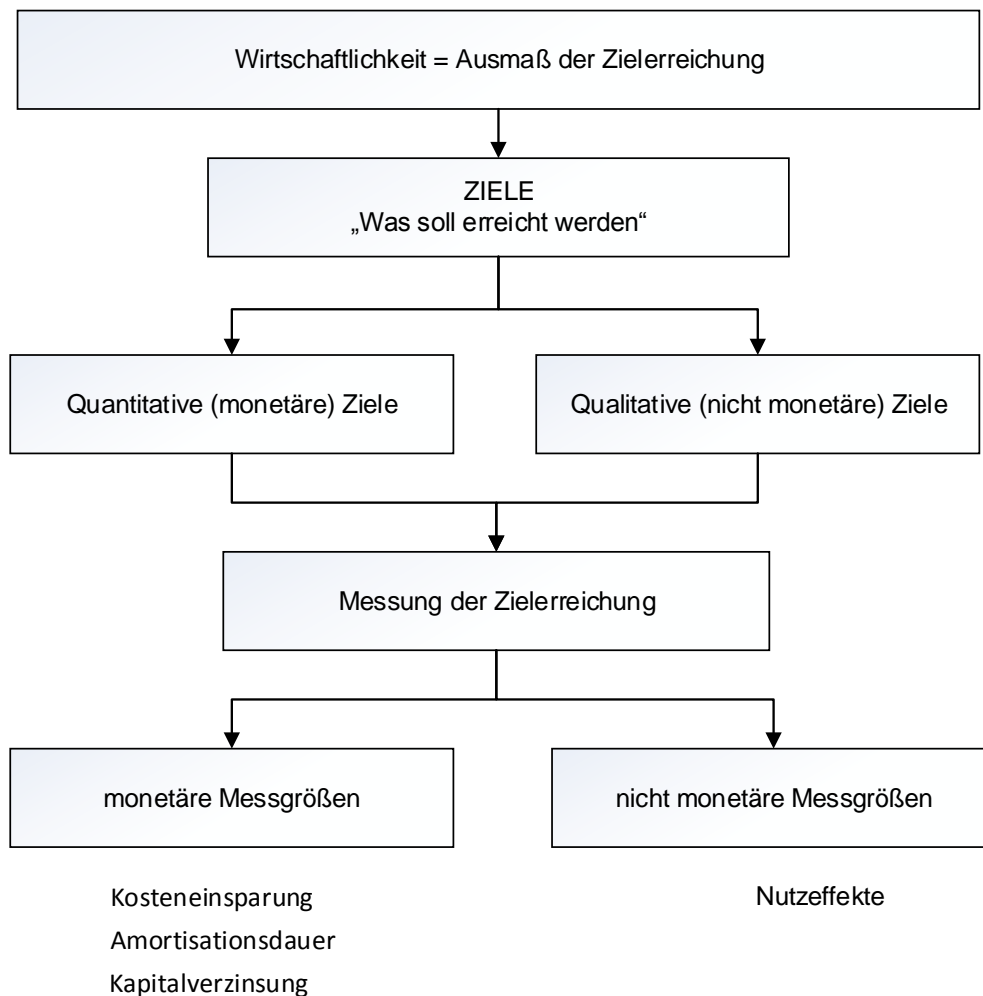 Wirtschaftlichkeit = Ausmaß der Zielerreichung
ZIELE
„Was soll erreicht werden“
Quantitative (monetäre) Ziele
Qualitative (nicht monetäre) Ziele
Messung der Zielerreichung
monetäre Messgrößen
nicht monetäre Messgrößen
Kosteneinsparung
Amortisationsdauer
Kapitalverzinsung
Nutzeffekte